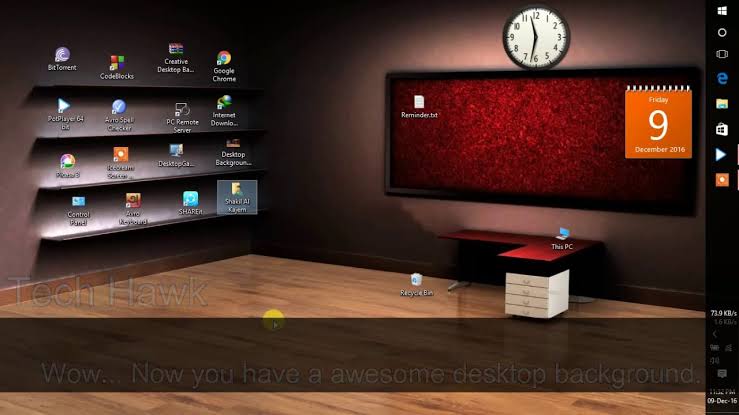 BitTorrent
CodeBlocks
Creative
Desktop Ba...
Google
Chrome
PotPlayer 64
bit
Avro Spell
Checker
PC Remote
Server
Internet
Downlo...
Picasa 3
Icecream
Screen ...
DesktopGa...
Desktop
Backgroun...
Control
Panel
Avro
Keyboard
SHAREit
Shakil Al
Kayem
Reminder.txt
Friday
9
December 2016
This PC
Recycle Bin
Tech Hawk
Wow... Now you have a awesome desktop background.
73.9 KB/s
1.6 KB/s
11:32 PM
09-Dec-16